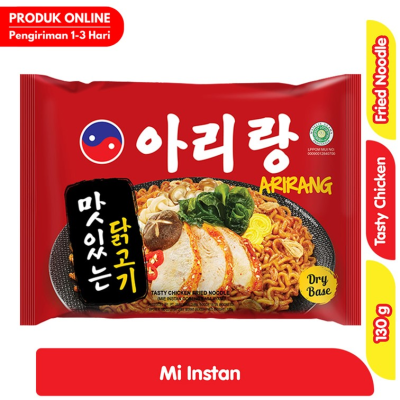 PRODUK ONLINE
Pengiriman 1-3 Hari
아리랑
ARIRANG
맛있는
닭고기
Dry
Base
TASTY CHICKEN FRIED NOODLE
Fried Noodle
Tasty Chicken
130 g
Mi Instan